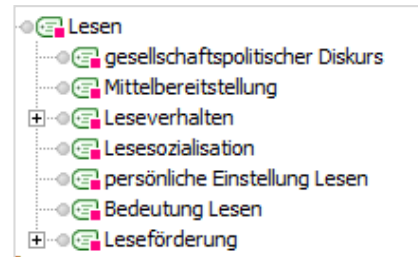 Lesen
gesellschaftspolitischer Diskurs
Mittelbereitstellung
Leseverhalten
Lesesozialisation
persönliche Einstellung Lesen
Bedeutung Lesen
Leseförderung